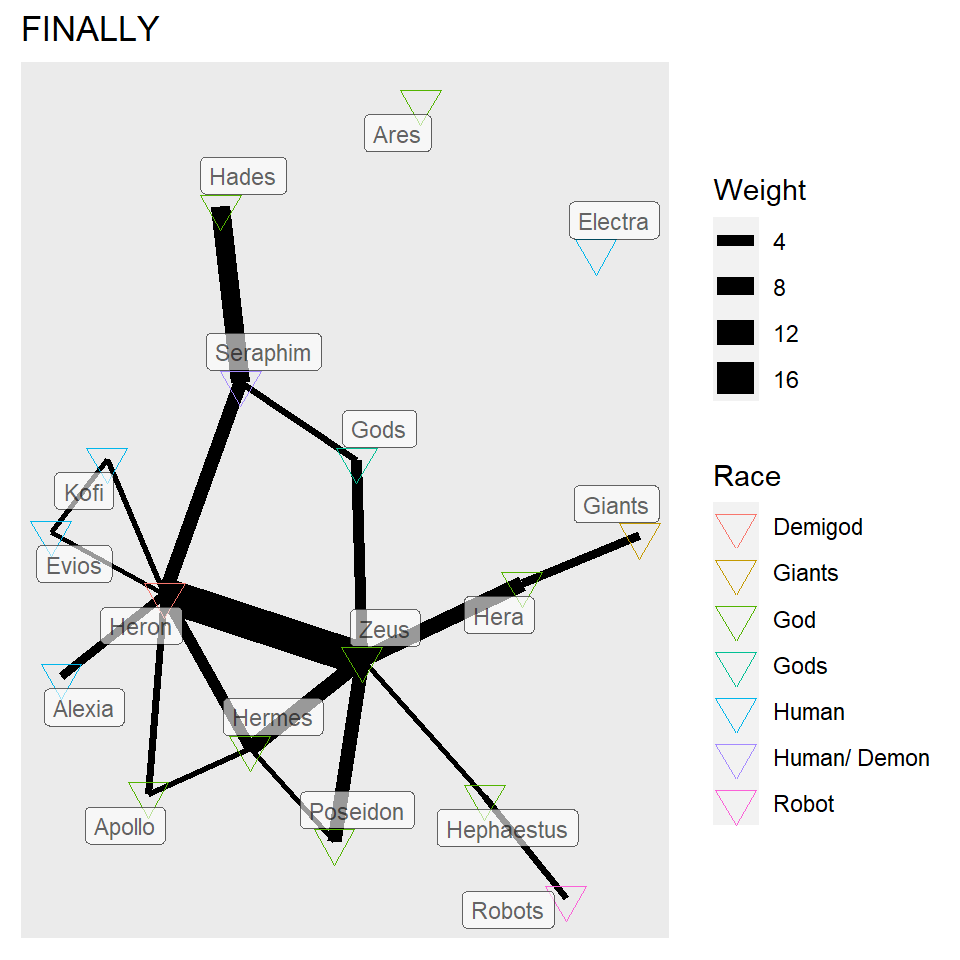 FINALLY
Ares
Hades
Electra
Seraphim
Gods
Kofi
Giants
Evios
Heron
Zeus
Hera
Alexia
Hermes
Apollo
Poseidon
Hephaestus
Robots
Weight
4
8
12
16
Race
Demigod
Giants
God
Gods
Human
Human/ Demon
Robot